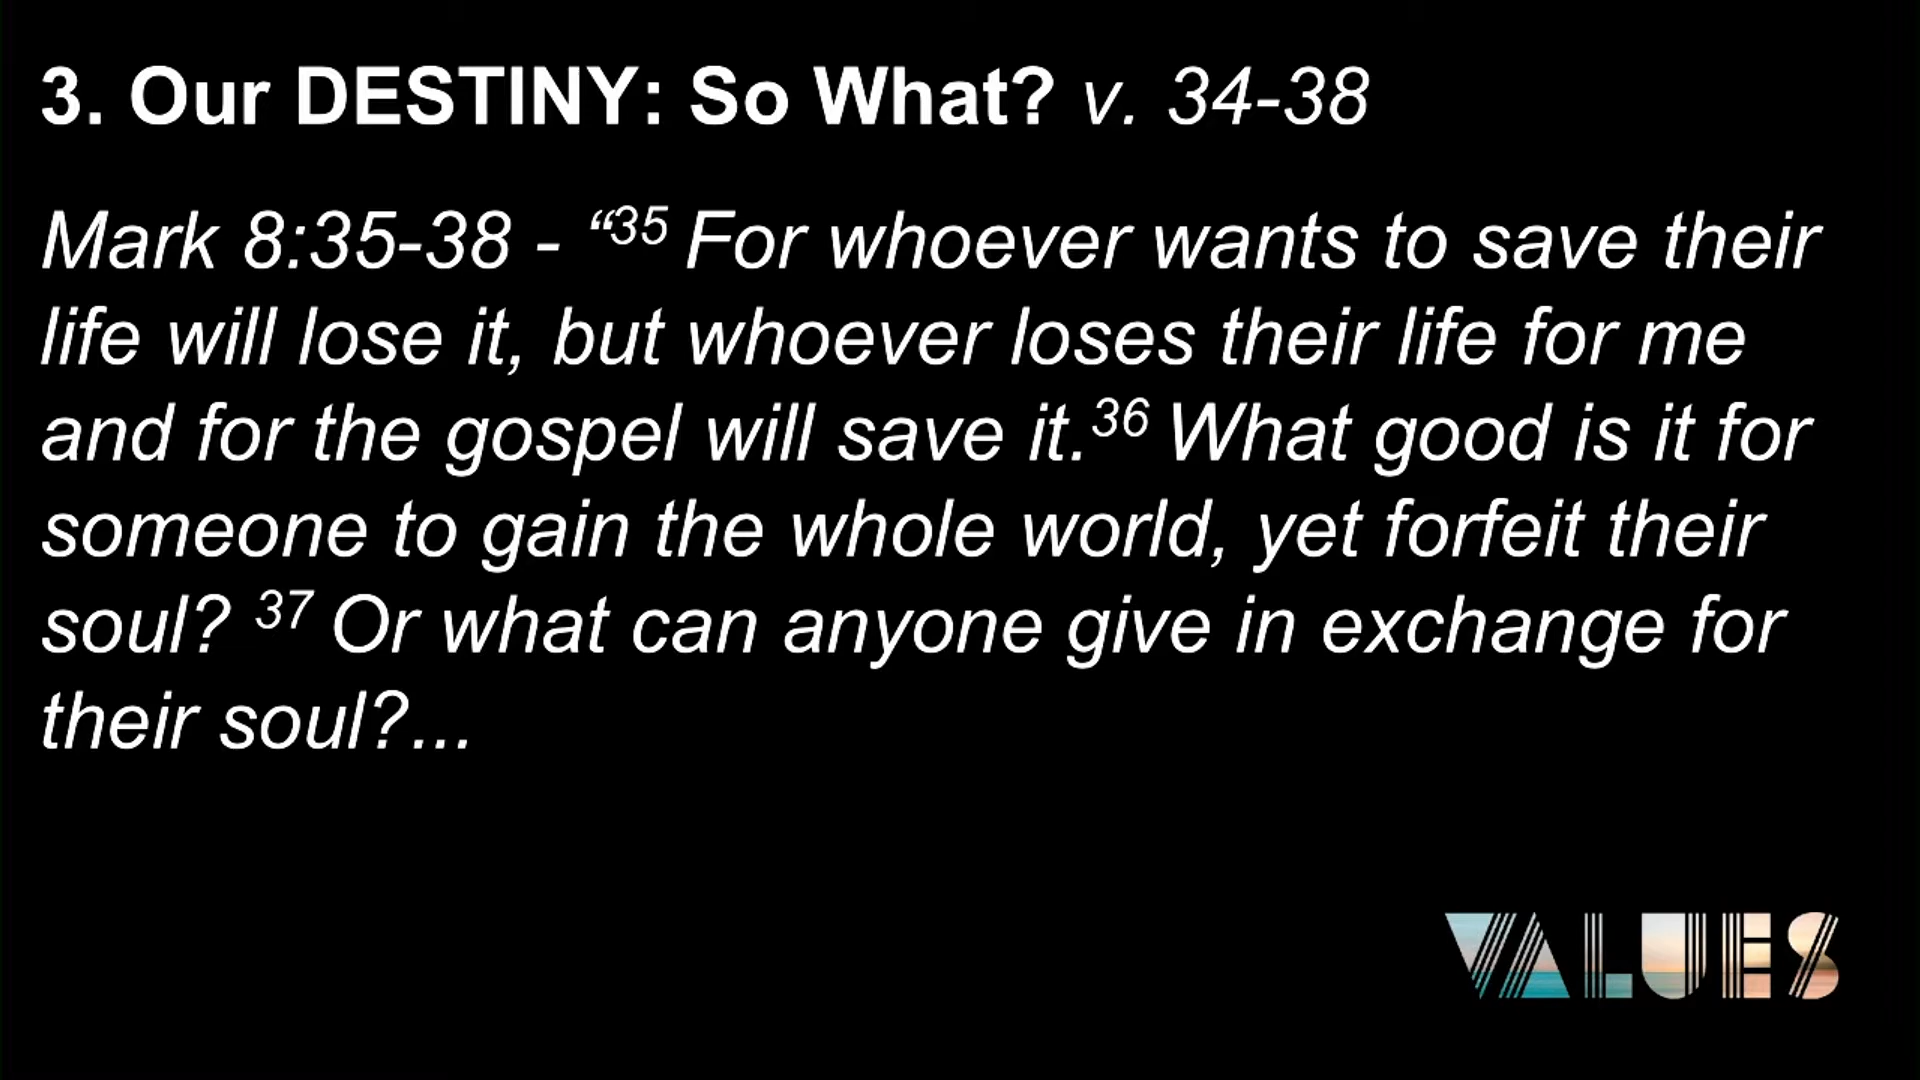 3. Our DESTINY: So What? v. 34-38
Mark 8:35-38 - “35 For whoever wants to save their
life will lose it, but whoever loses their life for me
and for the gospel will save it.36 What good is it for
someone to gain the whole world, yet forfeit their
soul? 37 Or what can anyone give in exchange for
their soul?...
VALUES